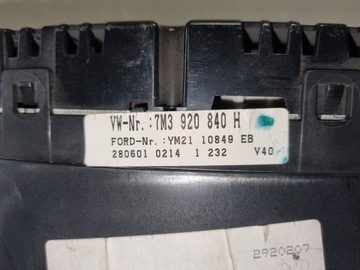 VW-Nr.:7M3 920 840 H
FORD-Nr.:YM21 10849 EB
280601 0214 1 232 V40
2920207